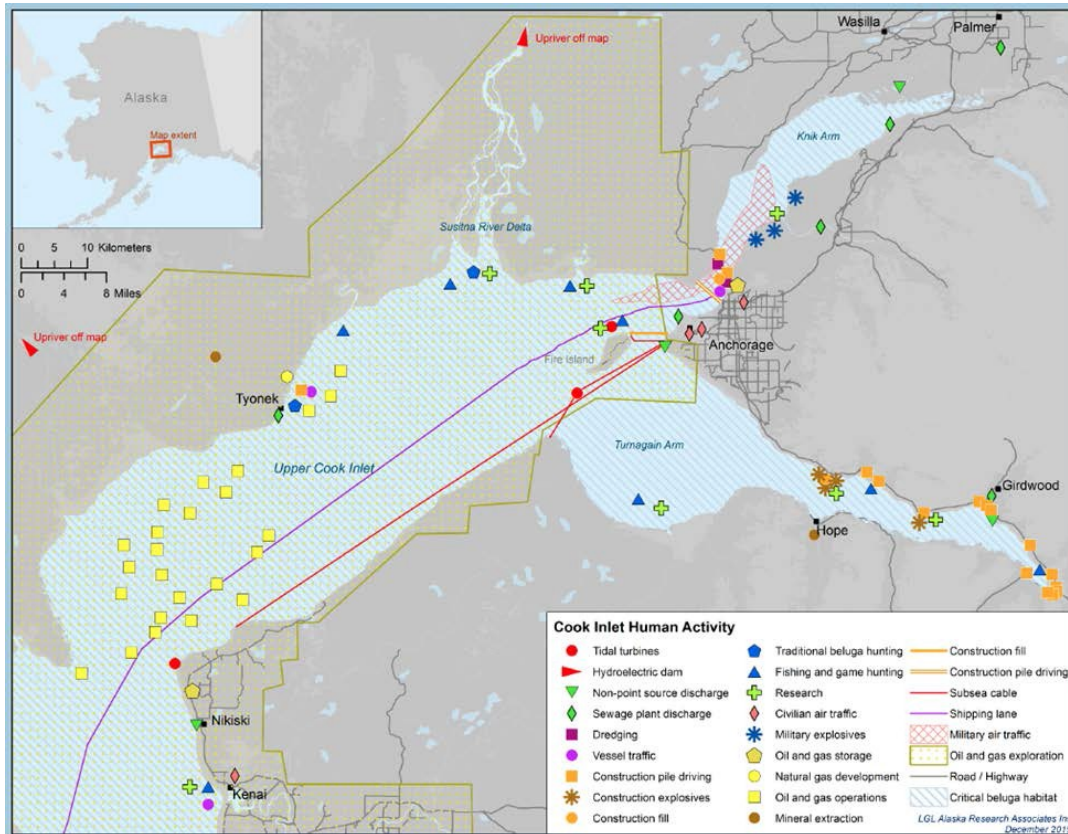 Alaska
Map extent
Upriver off map
Wasilla
Palmer
Knik Arm
Susitna River Delta
0 5 10 Kilometers
0 4 8 Miles
Upriver off map
Fire Island
Anchorage
Tyonek
Turnagain Arm
Upper Cook Inlet
Girdwood
Hope
Nikiski
Kenai
Cook Inlet Human Activity
Tidal turbines
Hydroelectric dam
Non-point source discharge
Sewage plant discharge
Dredging
Vessel traffic
Construction pile driving
Construction explosives
Construction fill
Traditional beluga hunting
Fishing and game hunting
Research
Civilian air traffic
Military explosives
Oil and gas storage
Natural gas development
Oil and gas operations
Mineral extraction
Construction fill
Construction pile driving
Subsea cable
Shipping lane
Military air traffic
Oil and gas exploration
Road / Highway
Critical beluga habitat
LGL Alaska Research Associates Inc
December 201